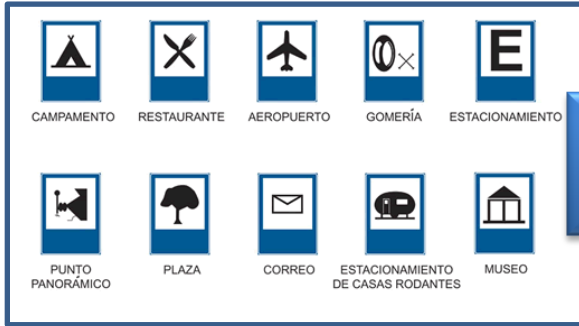 CAMPAMENTO RESTAURANTE AEROPUERTO GOMERÍA E ESTACIONAMIENTO
PUNTO PANORÁMICO
PLAZA
CORREO
ESTACIONAMIENTO DE CASAS RODANTES
MUSEO